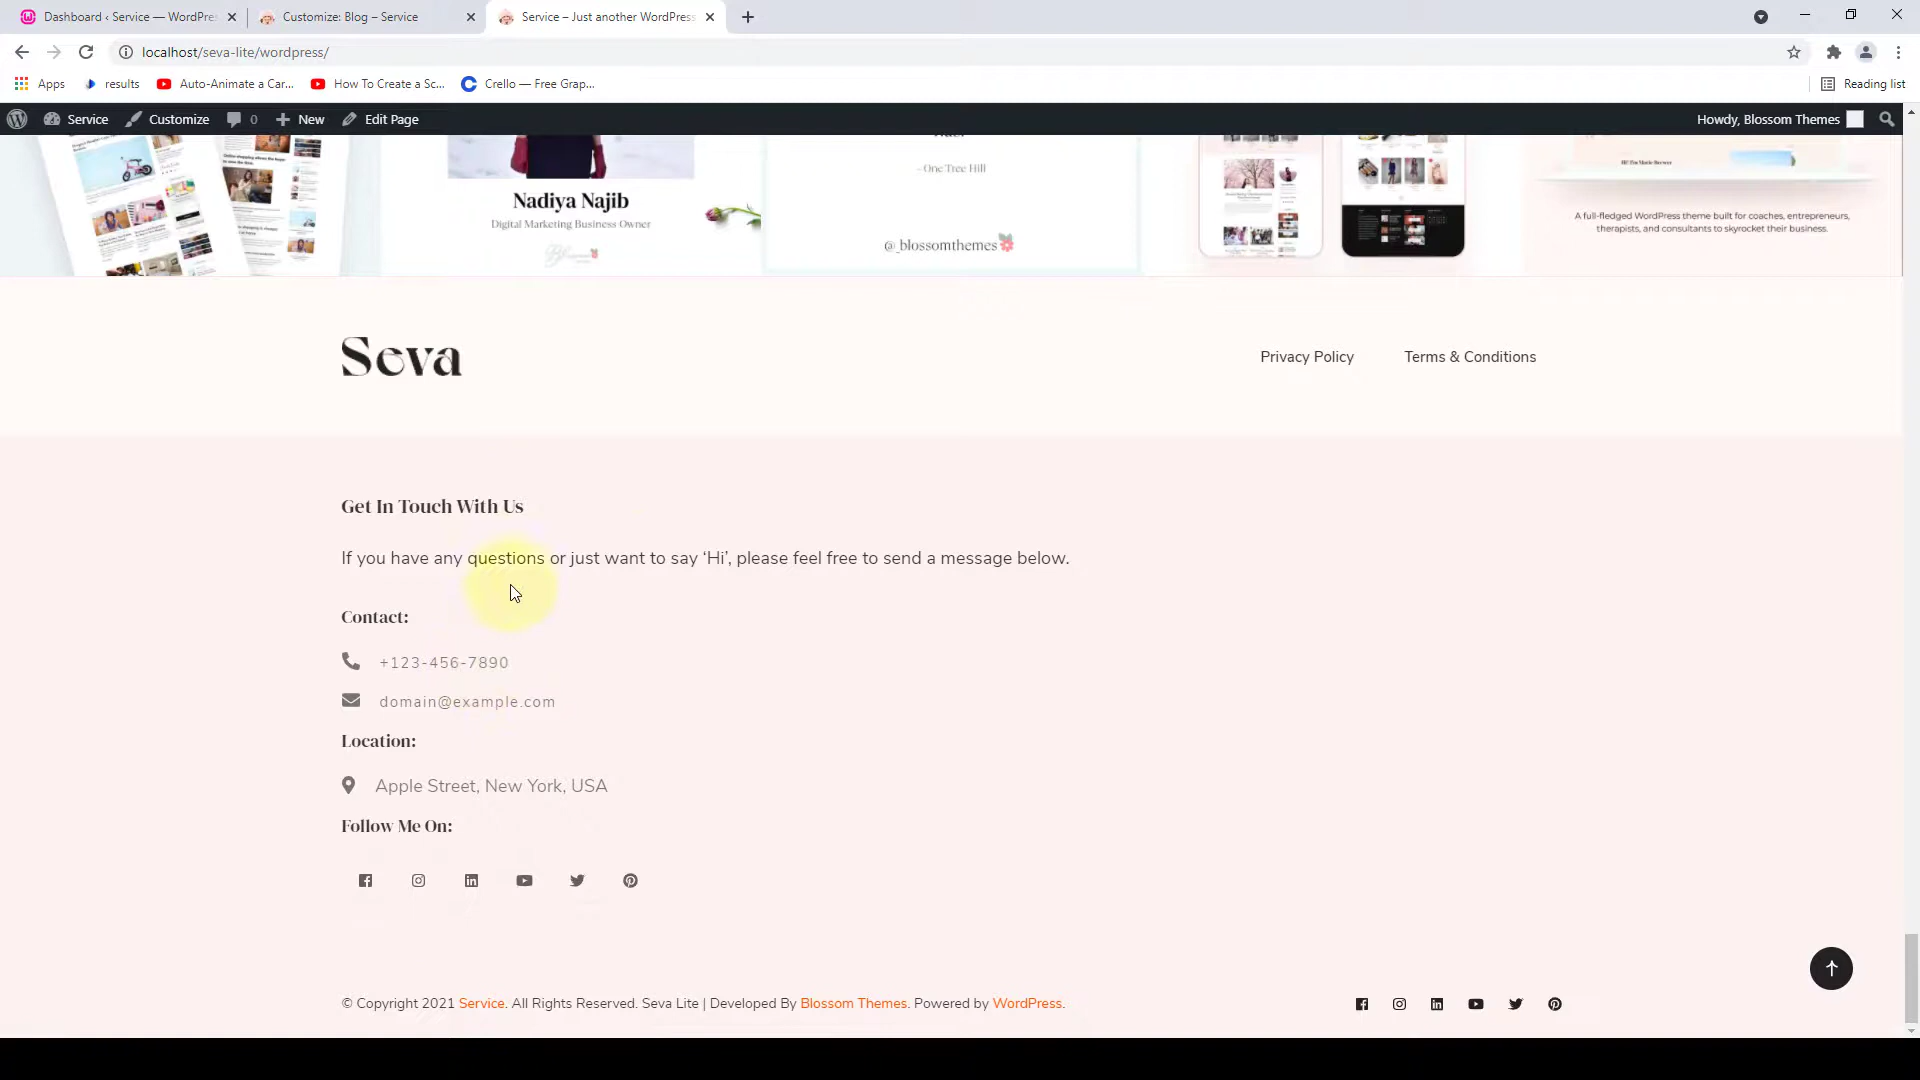 Dashboard ‹ Service — WordPre
Customize: Blog – Service
Service – Just another WordPress
localhost/seva-lite/wordpress/
Apps
results
Auto-Animate a Car...
How To Create a Sc...
Crello — Free Grap...
Reading list
Service
Customize
0
New
Edit Page
Howdy, Blossom Themes
Nadiya Najib
Digital Marketing Business Owner
- One Tree Hill
@_blossomthemes
A full-fledged WordPress theme built for coaches, entrepreneurs,
therapists, and consultants to skyrocket their business.
Seva
Privacy Policy
Terms & Conditions
Get In Touch With Us
If you have any questions or just want to say ‘Hi’, please feel free to send a message below.
Contact:
+123-456-7890
domain@example.com
Location:
Apple Street, New York, USA
Follow Me On:
© Copyright 2021 Service. All Rights Reserved. Seva Lite | Developed By Blossom Themes. Powered by WordPress.